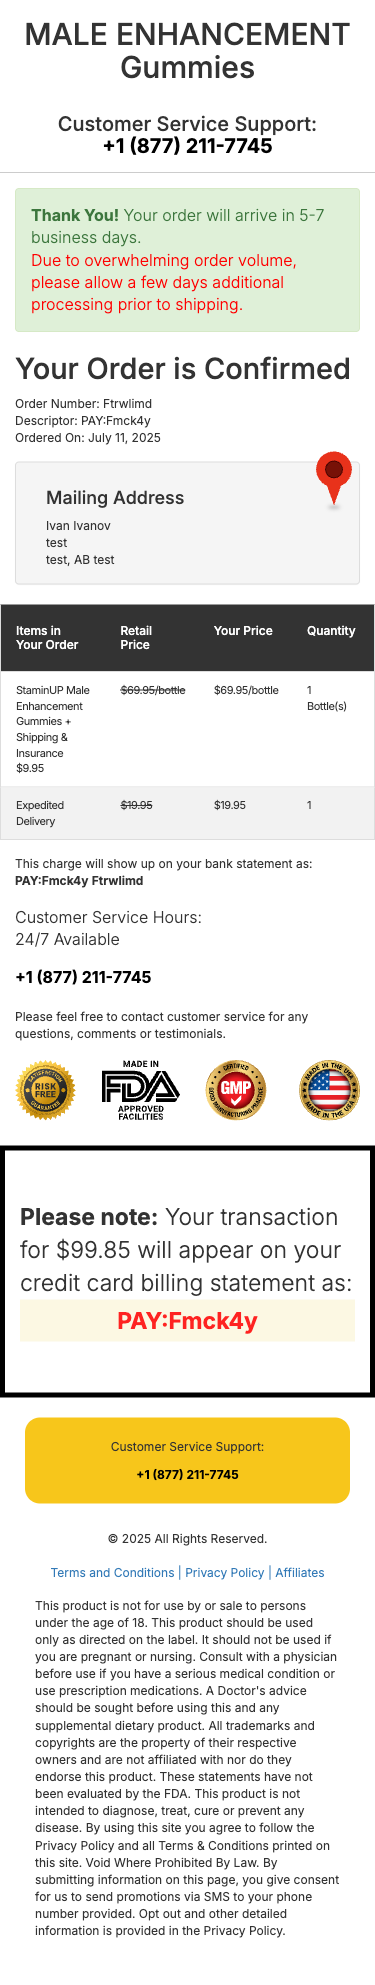 MALE ENHANCEMENT
Gummies
Customer Service Support:
+1 (877) 211-7745
Thank You! Your order will arrive in 5-7
business days.
Due to overwhelming order volume,
please allow a few days additional
processing prior to shipping.
Your Order is Confirmed
Order Number: Ftrwlimd
Descriptor: PAY:Fmck4y
Ordered On: July 11, 2025
Mailing Address
Ivan Ivanov
test
test, AB test
Items in
Your Order
Retail
Price
Your Price
Quantity
StaminUP Male
Enhancement
Gummies +
Shipping &
Insurance
$9.95
$69.95/bottle
$69.95/bottle
1
Bottle(s)
Expedited
Delivery
$19.95
$19.95
1
This charge will show up on your bank statement as:
PAY:Fmck4y Ftrwlimd
Customer Service Hours:
24/7 Available
+1 (877) 211-7745
Please feel free to contact customer service for any
questions, comments or testimonials.
SATISFACTION
RISK
FREE
GUARANTEE
MADE IN
FDA
APPROVED
FACILITIES
CERTIFIED
GMP
GOOD MANUFACTURING PRACTICE
MADE IN THE USA
MADE IN THE USA
Please note: Your transaction
for $99.85 will appear on your
credit card billing statement as:
PAY:Fmck4y
Customer Service Support:
+1 (877) 211-7745
© 2025 All Rights Reserved.
Terms and Conditions | Privacy Policy | Affiliates
This product is not for use by or sale to persons
under the age of 18. This product should be used
only as directed on the label. It should not be used if
you are pregnant or nursing. Consult with a physician
before use if you have a serious medical condition or
use prescription medications. A Doctor's advice
should be sought before using this and any
supplemental dietary product. All trademarks and
copyrights are the property of their respective
owners and are not affiliated with nor do they
endorse this product. These statements have not
been evaluated by the FDA. This product is not
intended to diagnose, treat, cure or prevent any
disease. By using this site you agree to follow the
Privacy Policy and all Terms & Conditions printed on
this site. Void Where Prohibited By Law. By
submitting information on this page, you give consent
for us to send promotions via SMS to your phone
number provided. Opt out and other detailed
information is provided in the Privacy Policy.